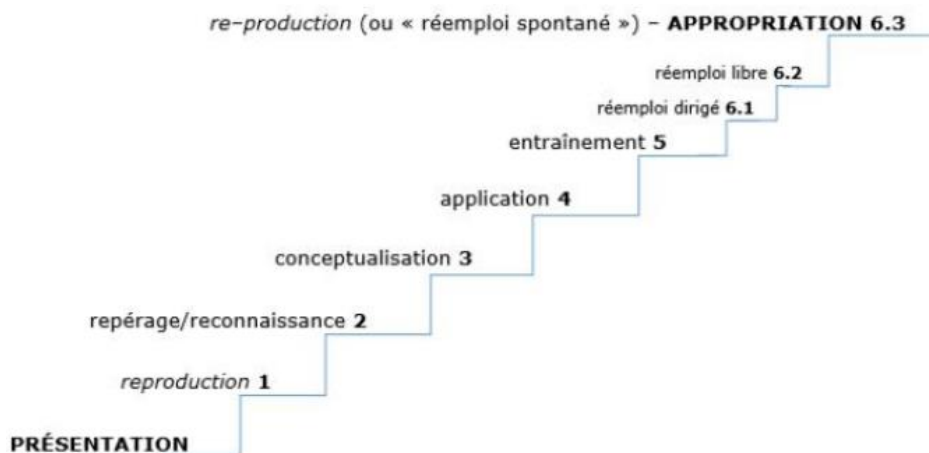 re-production (ou « réemploi spontané ») – APPROPRIATION 6.3
réemploi libre 6.2
réemploi dirigé 6.1
entraînement 5
application 4
conceptualisation 3
repérage/reconnaissance 2
reproduction 1
PRÉSENTATION